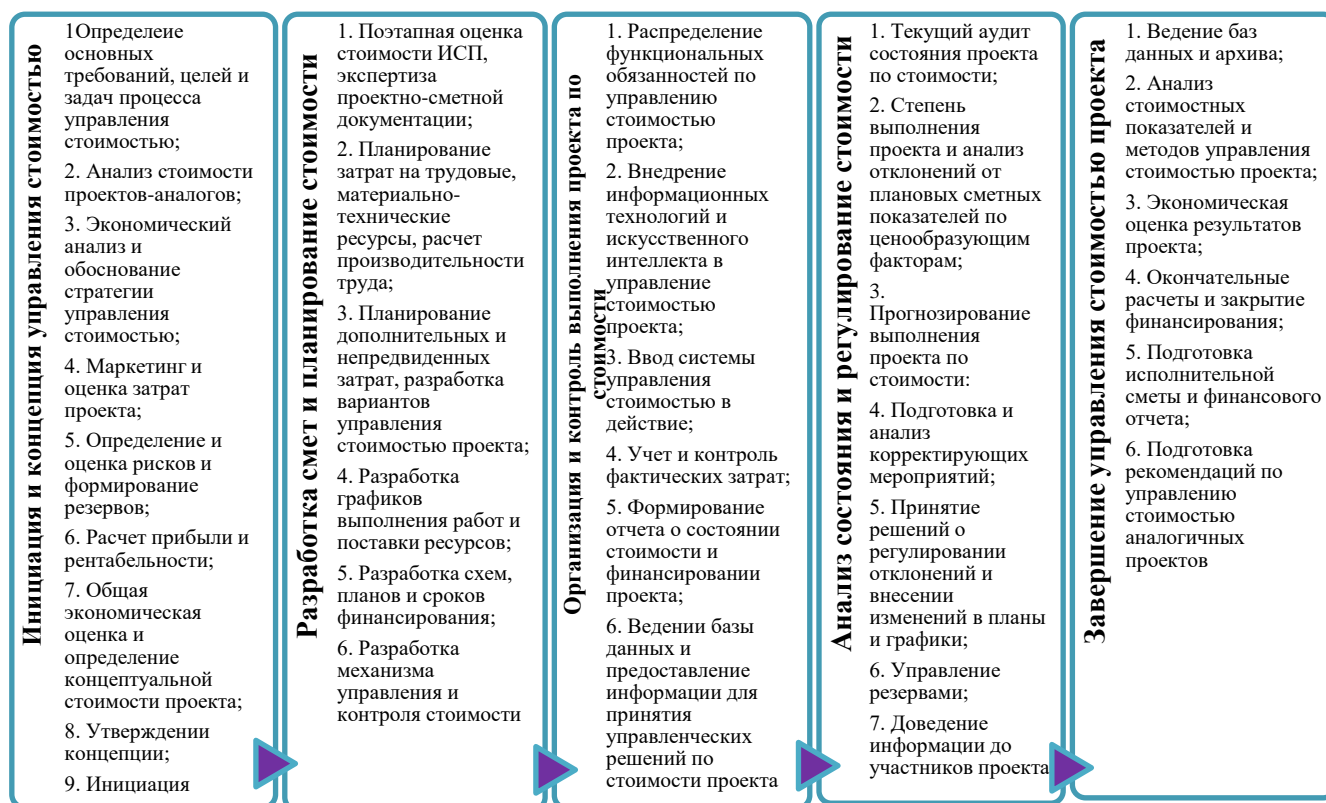 Инициация и концепция управления стоимостью
1Определеие
основных
требований, целей и
задач процесса
управления
стоимостью;
2. Анализ стоимости
проектов-аналогов;
3. Экономический
анализ и
обоснование
стратегии
управления
стоимостью;
4. Маркетинг и
оценка затрат
проекта;
5. Определение и
оценка рисков и
формирование
резервов;
6. Расчет прибыли и
рентабельности;
7. Общая
экономическая
оценка и
определение
концептуальной
стоимости проекта;
8. Утверждении
концепции;
9. Инициация
Разработка смет и планирование стоимости
1. Поэтапная оценка
стоимости ИСП,
экспертиза
проектно-сметной
документации;
2. Планирование
затрат на трудовые,
материально-
технические
ресурсы, расчет
производительности
труда;
3. Планирование
дополнительных и
непредвиденных
затрат, разработка
вариантов
управления
стоимостью проекта;
4. Разработка
графиков
выполнения работ и
поставки ресурсов;
5. Разработка схем,
планов и сроков
финансирования;
6. Разработка
механизма
управления и
контроля стоимости
Организация и контроль выполнения проекта по
стоимости
1. Распределение
функциональных
обязанностей по
управлению
стоимостью
проекта;
2. Внедрение
информационных
технологий и
искусственного
интеллекта в
управление
стоимостью
проекта;
3. Ввод системы
управления
стоимостью в
действие;
4. Учет и контроль
фактических затрат;
5. Формирование
отчета о состоянии
стоимости и
финансировании
проекта;
6. Ведении базы
данных и
предоставление
информации для
принятия
управленческих
решений по
стоимости проекта
Анализ состояния и регулирование стоимости
1. Текущий аудит
состояния проекта
по стоимости;
2. Степень
выполнения
проекта и анализ
отклонений от
плановых сметных
показателей по
ценообразующим
факторам;
3.
Прогнозирование
выполнения
проекта по
стоимости:
4. Подготовка и
анализ
корректирующих
мероприятий;
5. Принятие
решений о
регулировании
отклонений и
внесении
изменений в планы
и графики;
6. Управление
резервами;
7. Доведение
информации до
участников проекта
Завершение управления стоимостью проекта
1. Ведение баз
данных и архива;
2. Анализ
стоимостных
показателей и
методов управления
стоимостью проекта;
3. Экономическая
оценка результатов
проекта;
4. Окончательные
расчеты и закрытие
финансирования;
5. Подготовка
исполнительной
сметы и финансового
отчета;
6. Подготовка
рекомендаций по
управлению
стоимостью
аналогичных
проектов